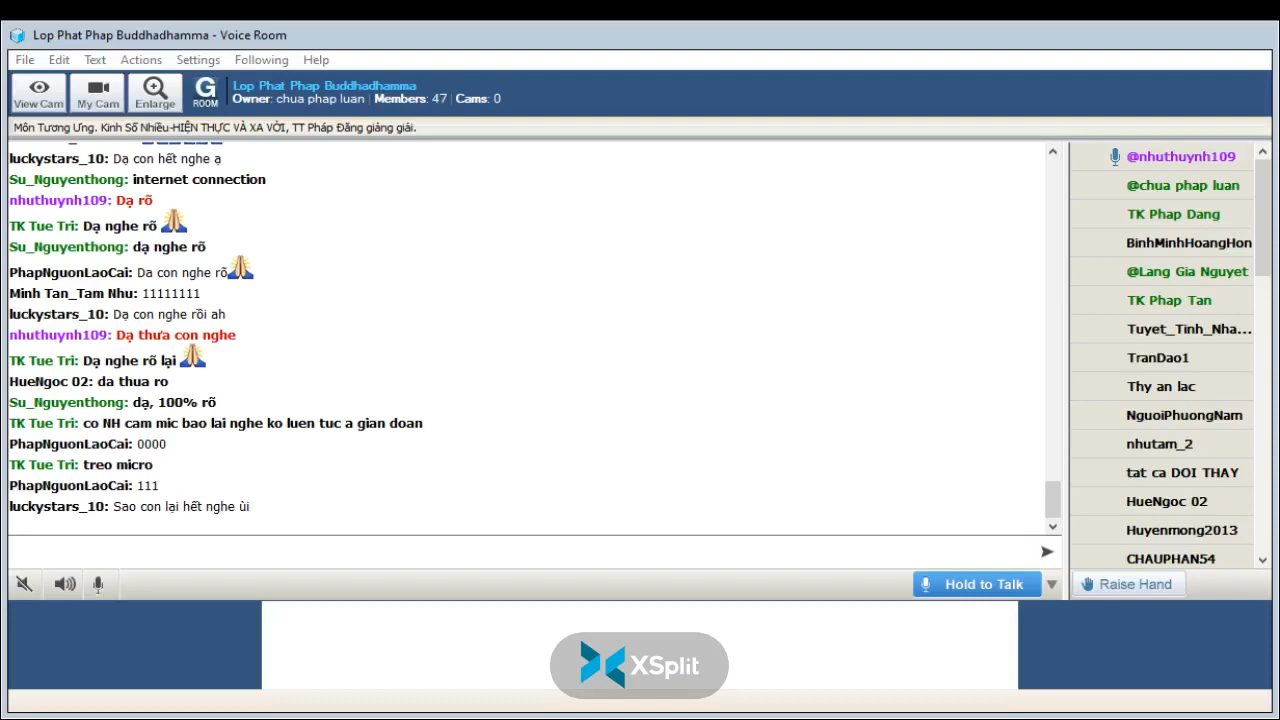 Lop Phat Phap Buddhadhamma - Voice Room
File Edit Text Actions Settings Following Help
View Cam My Cam Enlarge G ROOM
Lop Phat Phap Buddhadhamma
Owner: chua phap luan | Members: 47 | Cams: 0
Môn Tương Ưng. Kinh Số Nhiều-HIỆN THỰC VÀ XA VỜI, TT Pháp Đăng giảng giải.
luckystars_10: Dạ con hết nghe ạ
Su_Nguyenthong: internet connection
nhuthuynh109: Dạ rõ
TK Tue Tri: Dạ nghe rõ
Su_Nguyenthong: dạ nghe rõ
PhapNguonLaoCai: Da con nghe rõ
Minh Tan_Tam Nhu: 11111111
luckystars_10: Dạ con nghe rồi ah
nhuthuynh109: Dạ thưa con nghe
TK Tue Tri: Dạ nghe rõ lại
HueNgoc 02: da thua ro
Su_Nguyenthong: dạ, 100% rõ
TK Tue Tri: co NH cam mic bao lai nghe ko luen tuc a gian doan
PhapNguonLaoCai: 0000
TK Tue Tri: treo micro
PhapNguonLaoCai: 111
luckystars_10: Sao con lại hết nghe ùi
@nhuthuynh109
@chua phap luan
TK Phap Dang
BinhMinhHoangHon
@Lang Gia Nguyet
TK Phap Tan
Tuyet_Tinh_Nha...
TranDao1
Thy an lac
NguoiPhuongNam
nhutam_2
tat ca DOI THAY
HueNgoc 02
Huyenmong2013
CHAUPHAN54
Hold to Talk
Raise Hand
XSplit